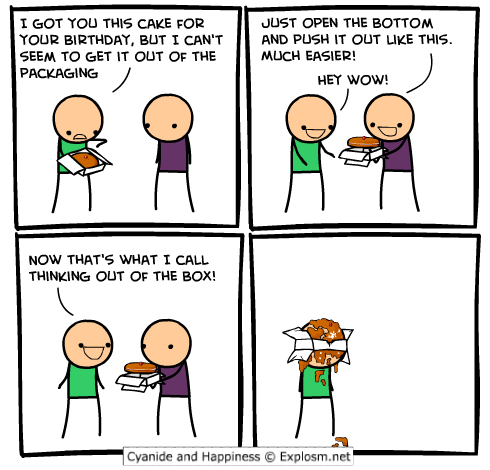 I GOT YOU THIS CAKE FOR
YOUR BIRTHDAY, BUT I CAN'T
SEEM TO GET IT OUT OF THE
PACKAGING
JUST OPEN THE BOTTOM
AND PUSH IT OUT LIKE THIS.
MUCH EASIER!
HEY WOW!
NOW THAT'S WHAT I CALL
THINKING OUT OF THE BOX!
Cyanide and Happiness © Explosm.net